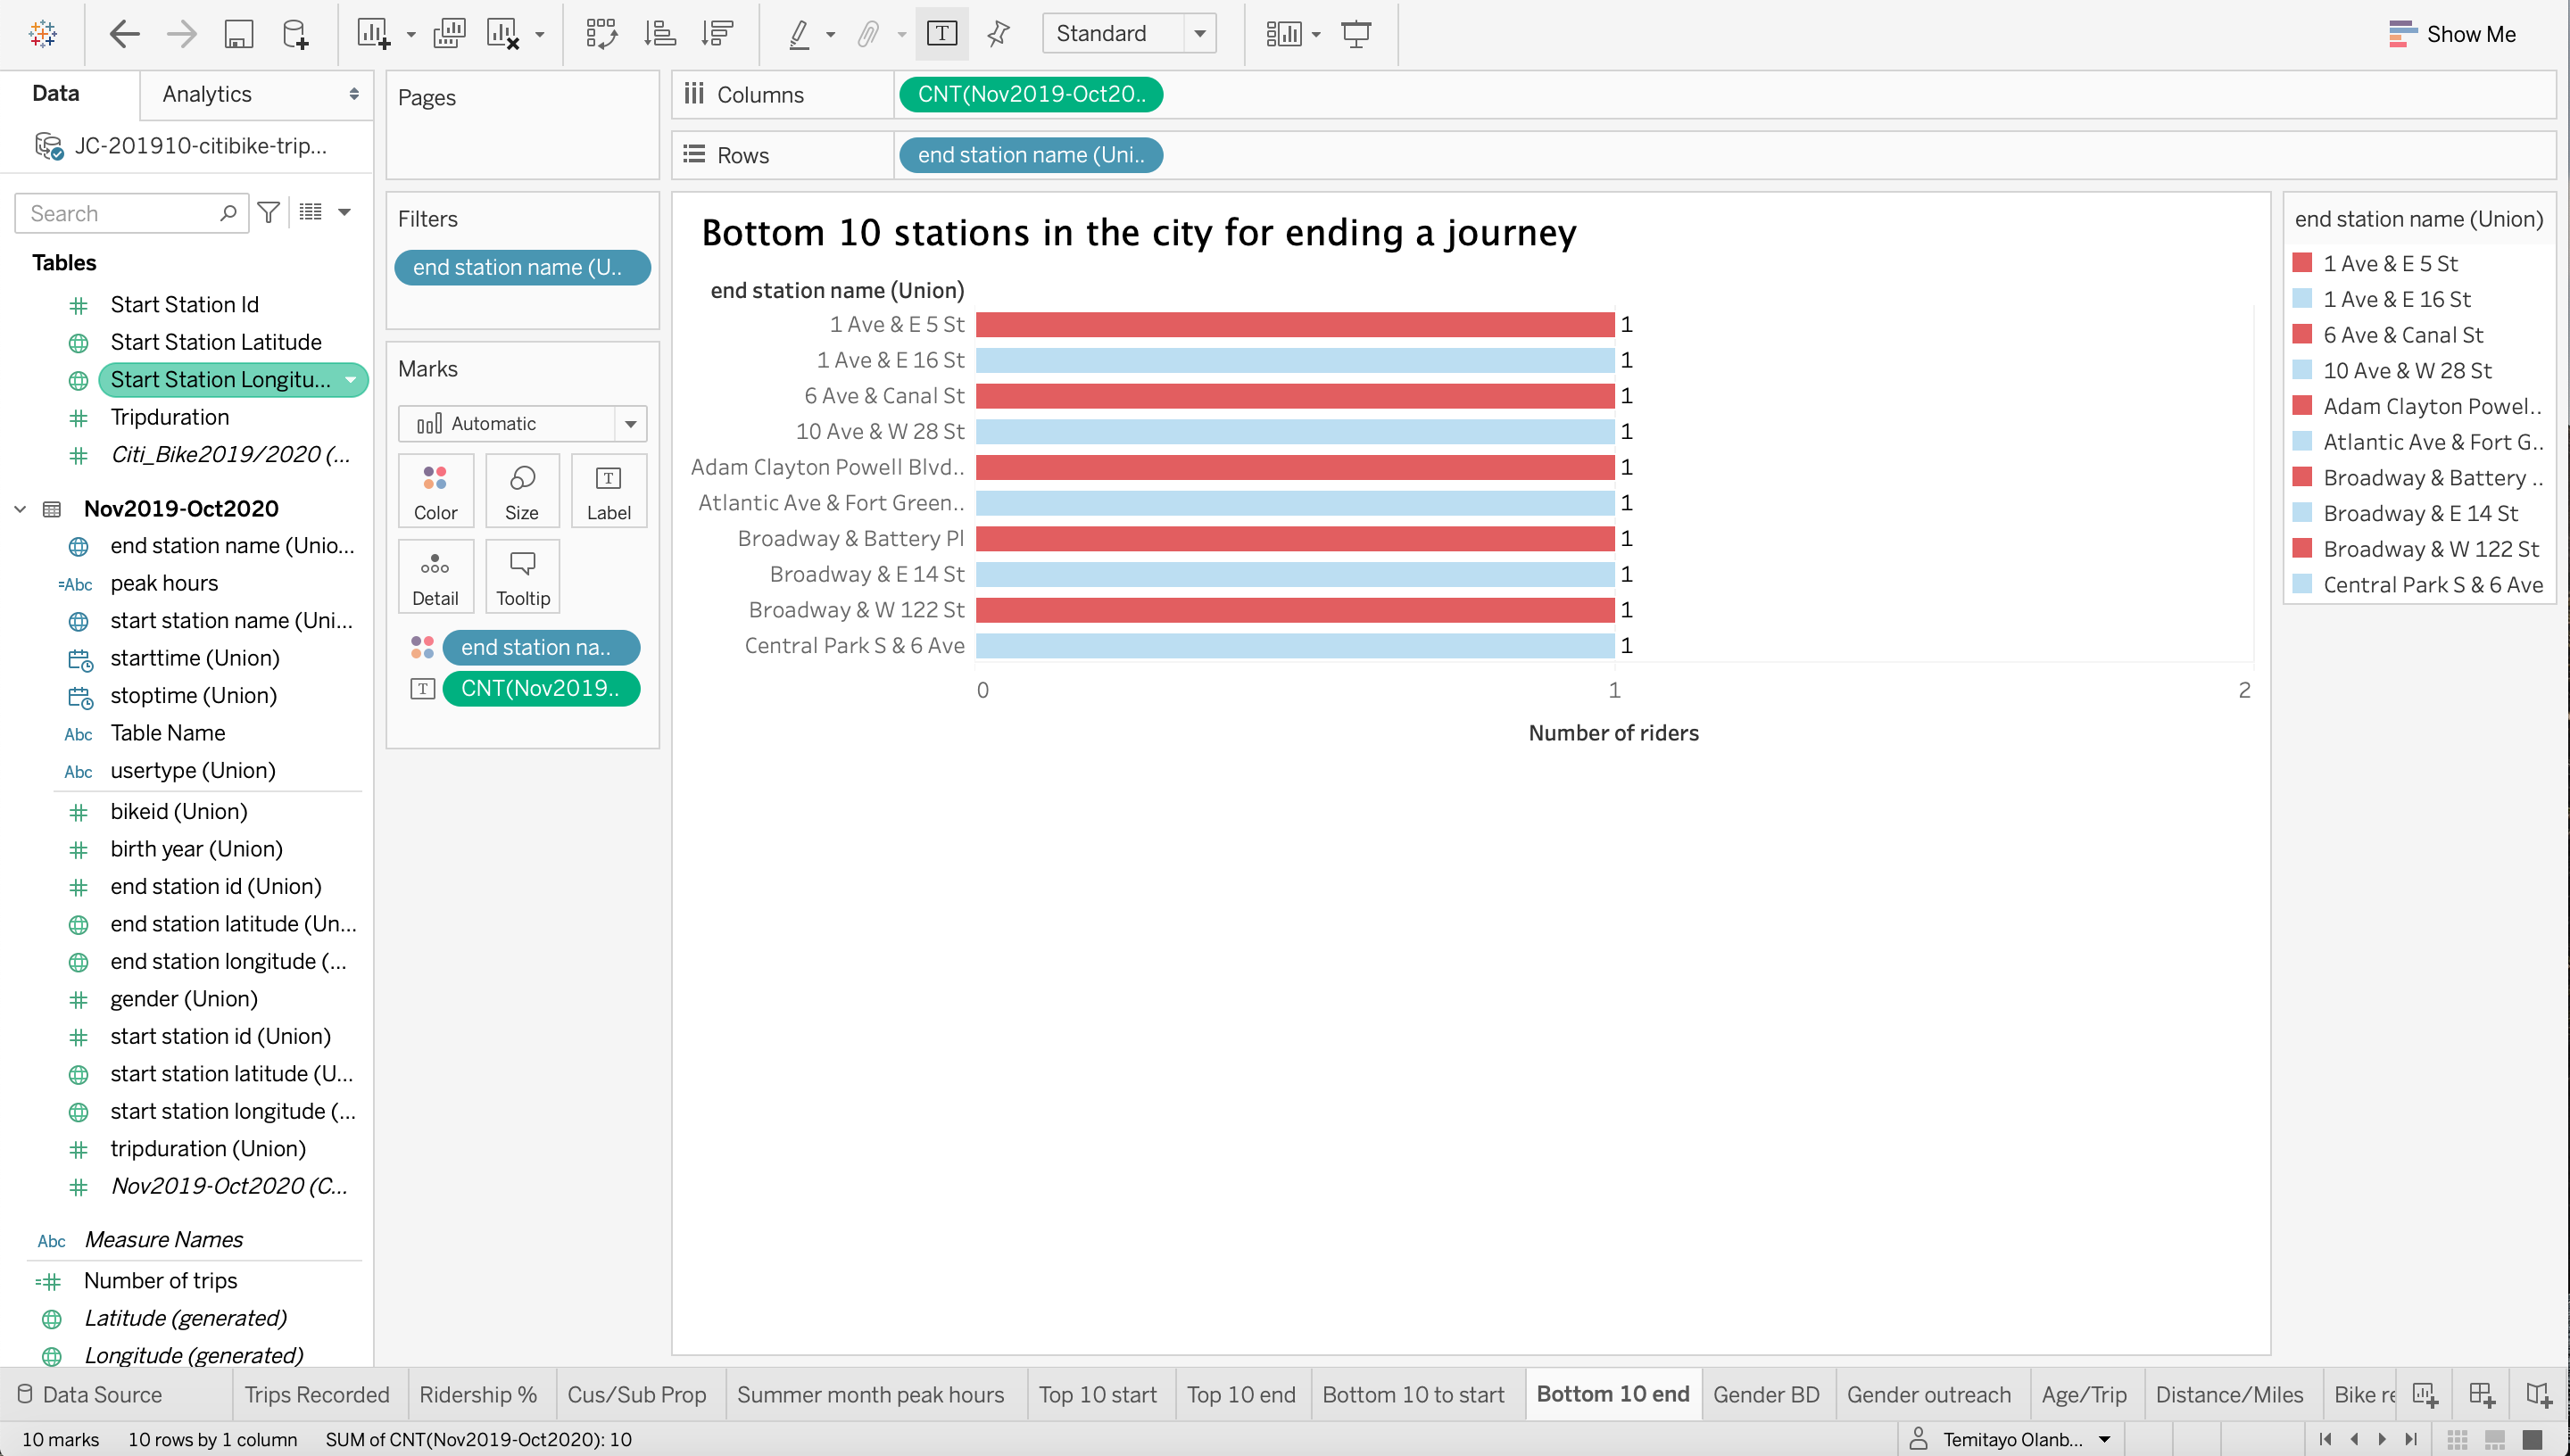 Standard
Show Me
Data
Analytics
JC-201910-citibike-trip...
Search
Tables
Start Station Id
Start Station Latitude
Start Station Longitu...
Tripduration
Citi_Bike2019/2020 (...
Nov2019-Oct2020
end station name (Unio...
=Abc peak hours
start station name (Uni...
starttime (Union)
stoptime (Union)
Abc Table Name
Abc usertype (Union)
bikeid (Union)
birth year (Union)
end station id (Union)
end station latitude (Un...
end station longitude (...
gender (Union)
start station id (Union)
start station latitude (U...
start station longitude (...
tripduration (Union)
Nov2019-Oct2020 (C...
Abc Measure Names
Number of trips
Latitude (generated)
Longitude (generated)
Pages
Filters
end station name (U..
Marks
Automatic
Color
Size
T
Label
Detail
Tooltip
end station na..
T CNT(Nov2019..
Columns
CNT(Nov2019-Oct20..
Rows
end station name (Uni..
Bottom 10 stations in the city for ending a journey
end station name (Union)
1 Ave & E 5 St 1
1 Ave & E 16 St 1
6 Ave & Canal St 1
10 Ave & W 28 St 1
Adam Clayton Powell Blvd.. 1
Atlantic Ave & Fort Green.. 1
Broadway & Battery Pl 1
Broadway & E 14 St 1
Broadway & W 122 St 1
Central Park S & 6 Ave 1
0 1 2
Number of riders
end station name (Union)
1 Ave & E 5 St
1 Ave & E 16 St
6 Ave & Canal St
10 Ave & W 28 St
Adam Clayton Powel..
Atlantic Ave & Fort G..
Broadway & Battery ..
Broadway & E 14 St
Broadway & W 122 St
Central Park S & 6 Ave
Data Source
Trips Recorded
Ridership %
Cus/Sub Prop
Summer month peak hours
Top 10 start
Top 10 end
Bottom 10 to start
Bottom 10 end
Gender BD
Gender outreach
Age/Trip
Distance/Miles
Bike re
10 marks
10 rows by 1 column
SUM of CNT(Nov2019-Oct2020): 10
Temitayo Olanb...